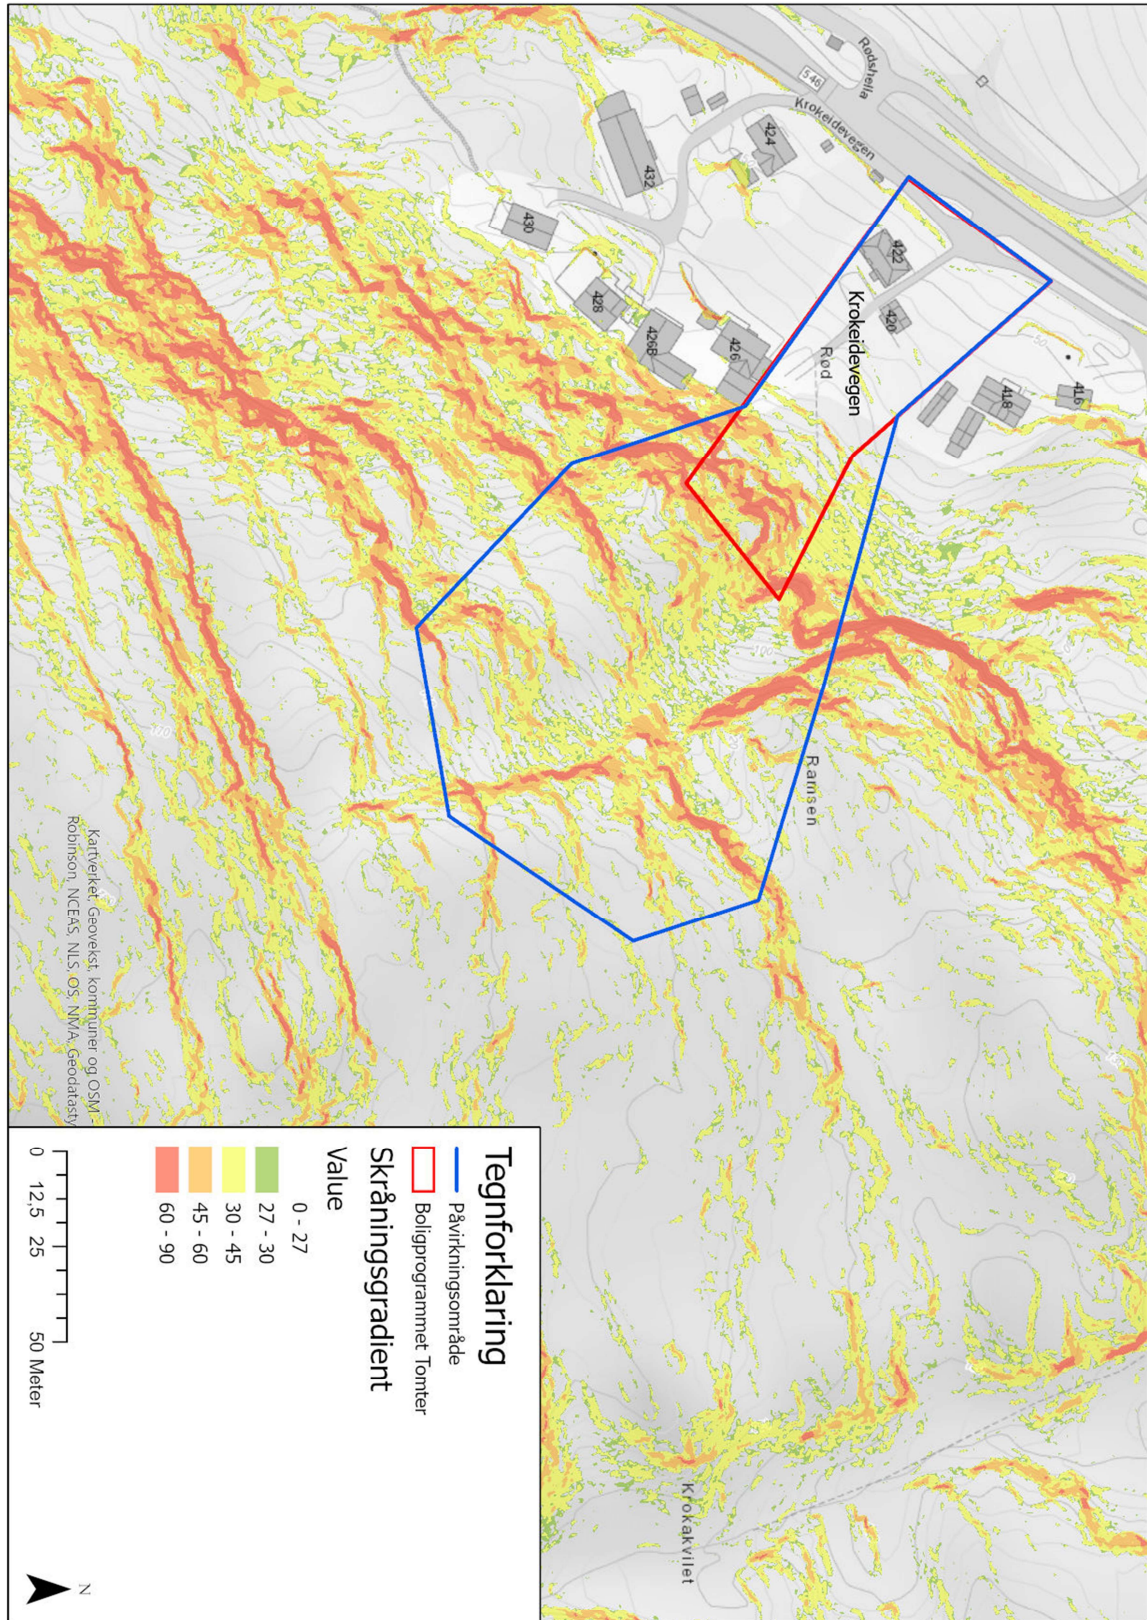 Rødshella
546
Krokeidevegen
424
432
430
428
426B
426
422
420
Krokeidevegen
Rød
50
418
416
100
Ramsen
Krokakvilet
Kartverket, Geovekst, kommuner og OSM -
Robinson, NCEAS, NLS, OS, NMA, Geodatasty
Tegnforklaring
Påvirkningsområde
Boligprogrammet Tomter
Skråningsgradient
Value
0 - 27
27 - 30
30 - 45
45 - 60
60 - 90
0 12,5 25 50 Meter
N